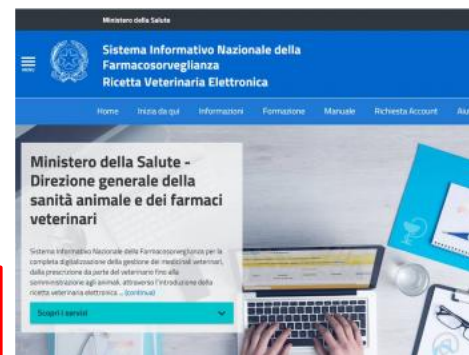 Ministero della Salute
Sistema Informativo Nazionale della
Farmacosorveglianza
Ricetta Veterinaria Elettronica
MENU
Home Inizia da qui Informazioni Formazione Manuale Richiesta Account
Ministero della Salute -
Direzione generale della
sanità animale e dei farmaci
veterinari
Sistema Informativo Nazionale della Farmacosorveglianza per la
completa digitalizzazione della gestione dei medicinali veterinari,
dalla prescrizione da parte del veterinario fino alla
somministrazione agli animali, attraverso l'introduzione della
ricetta veterinaria elettronica ... (continua)
Scopri i servizi